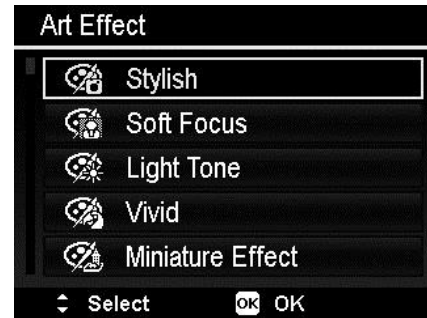 Art Effect
Stylish
Soft Focus
Light Tone
Vivid
Miniature Effect
Select OK OK